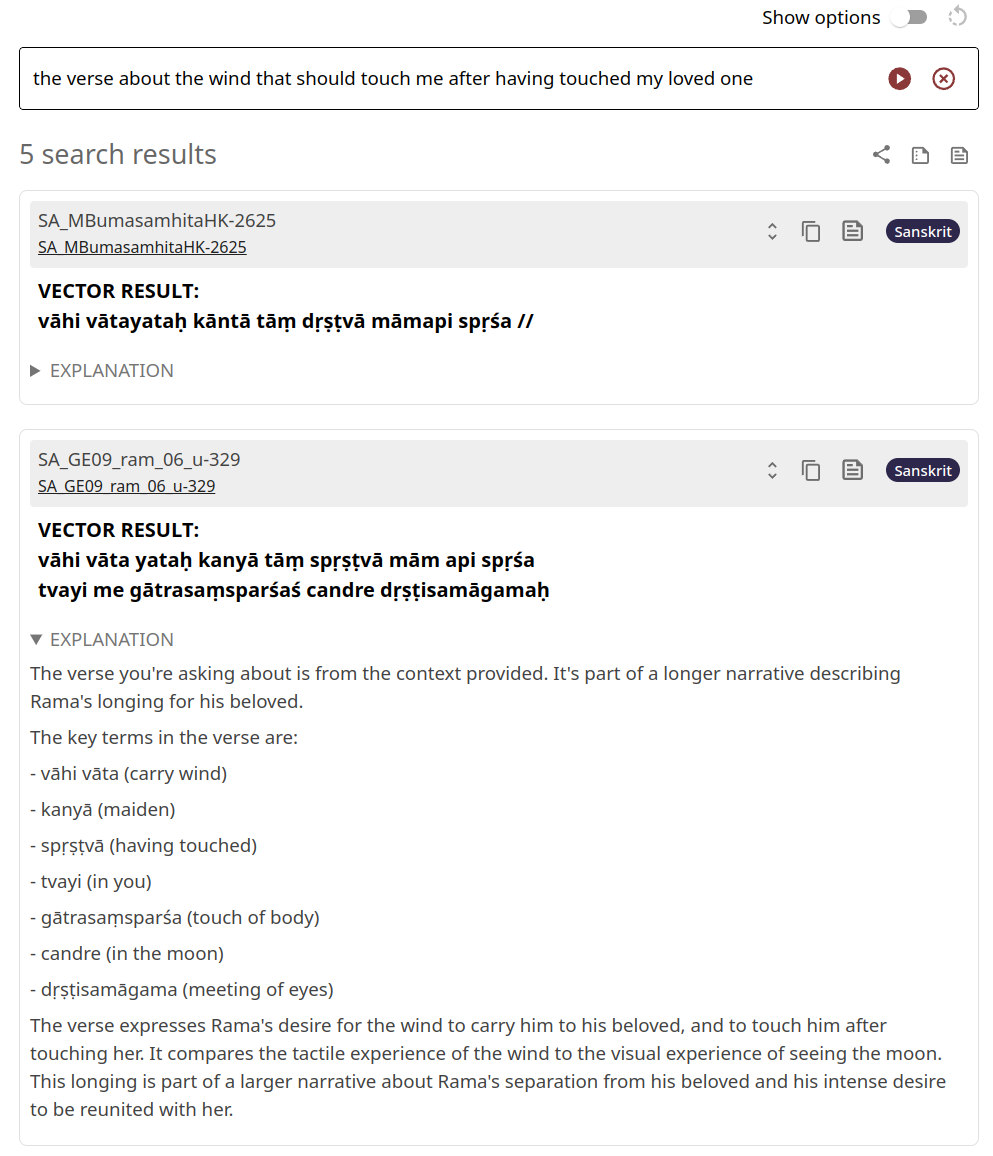 Show options
the verse about the wind that should touch me after having touched my loved one
5 search results
SA_MBumasamhitaHK-2625
SA_MBumasamhitaHK-2625
Sanskrit
VECTOR RESULT:
vāhi vātayataḥ kāntā tāṃ dṛṣṭvā māmapi spṛśa //
EXPLANATION
SA_GE09_ram_06_u-329
SA_GE09_ram_06_u-329
Sanskrit
VECTOR RESULT:
vāhi vāta yataḥ kanyā tāṃ spṛṣṭvā mām api spṛśa
tvayi me gātrasaṃsparśaś candre dṛṣṭisamāgamaḥ
EXPLANATION
The verse you're asking about is from the context provided. It's part of a longer narrative describing
Rama's longing for his beloved.
The key terms in the verse are:
- vāhi vāta (carry wind)
- kanyā (maiden)
- spṛṣṭvā (having touched)
- tvayi (in you)
- gātrasaṃsparśa (touch of body)
- candre (in the moon)
- dṛṣṭisamāgama (meeting of eyes)
The verse expresses Rama's desire for the wind to carry him to his beloved, and to touch him after
touching her. It compares the tactile experience of the wind to the visual experience of seeing the moon.
This longing is part of a larger narrative about Rama's separation from his beloved and his intense desire
to be reunited with her.